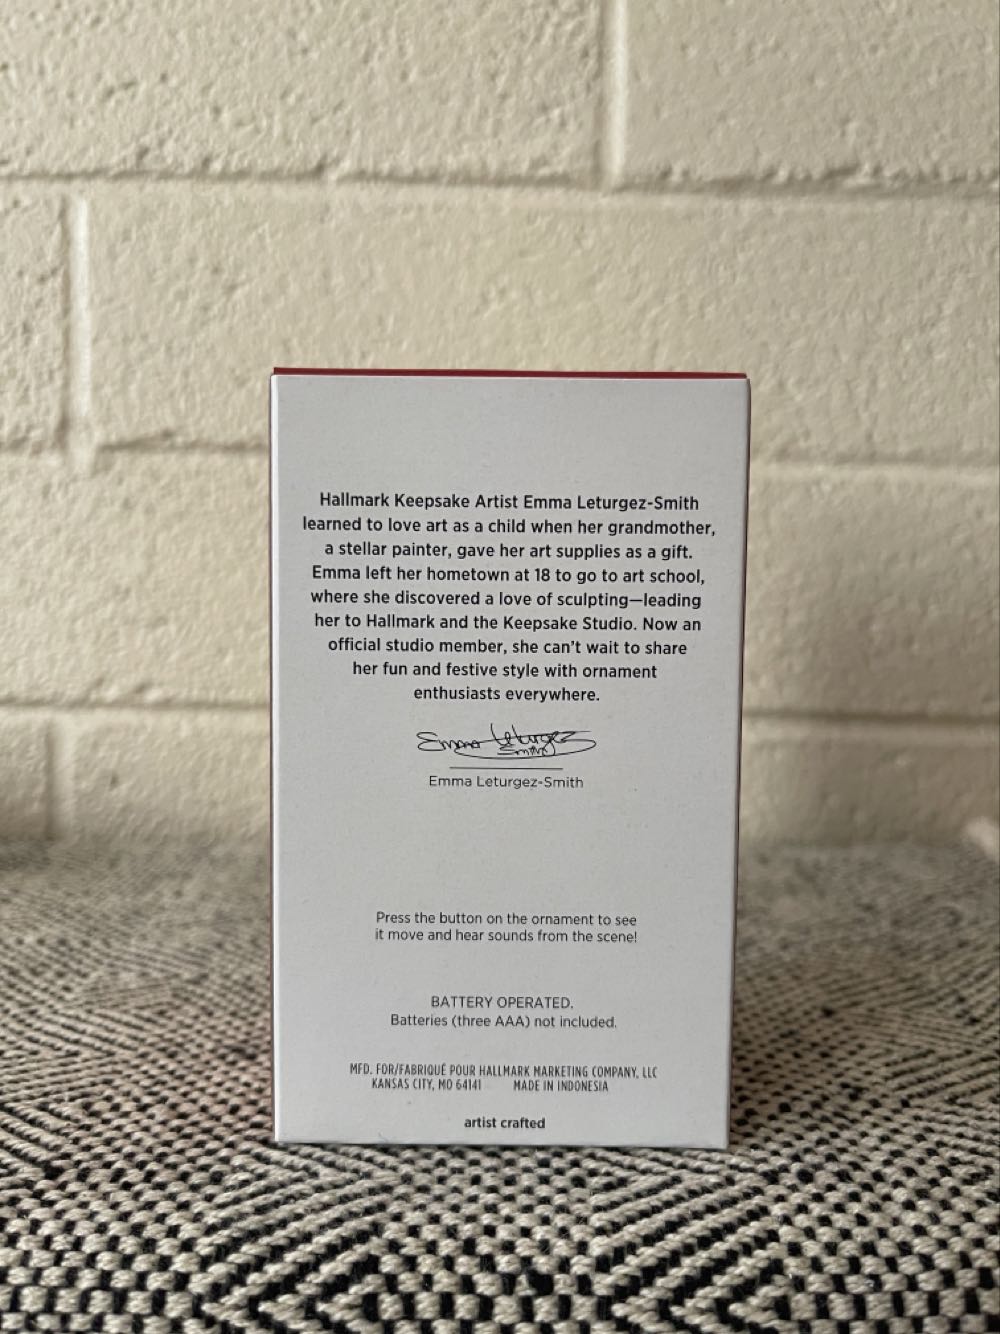 Hallmark Keepsake Artist Emma Leturgez-Smith
learned to love art as a child when her grandmother,
a stellar painter, gave her art supplies as a gift.
Emma left her hometown at 18 to go to art school,
where she discovered a love of sculpting—leading
her to Hallmark and the Keepsake Studio. Now an
official studio member, she can't wait to share
her fun and festive style with ornament
enthusiasts everywhere.
Emma Leturgez
Smith
Emma Leturgez-Smith
Press the button on the ornament to see
it move and hear sounds from the scene!
BATTERY OPERATED.
Batteries (three AAA) not included.
MFD. FOR/FABRIQUÉ POUR HALLMARK MARKETING COMPANY, LLC
KANSAS CITY, MO 64141 MADE IN INDONESIA
artist crafted